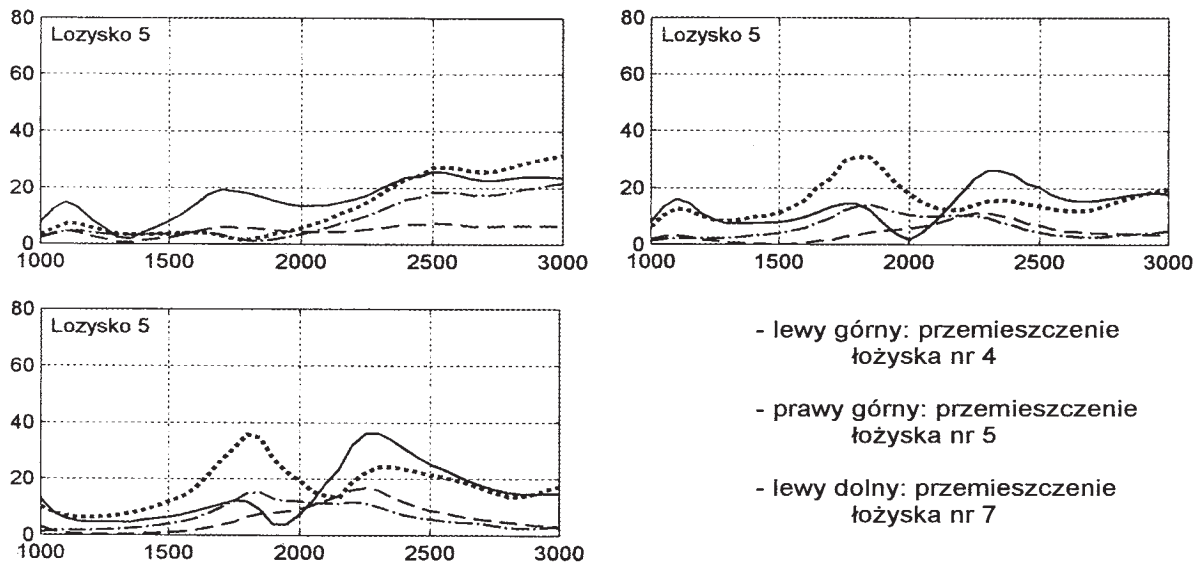 80
Lozysko 5
60
40
20
0
1000 1500 2000 2500 3000
80
Lozysko 5
60
40
20
0
1000 1500 2000 2500 3000
80
Lozysko 5
60
40
20
0
1000 1500 2000 2500 3000
- lewy górny: przemieszczenie
łożyska nr 4
- prawy górny: przemieszczenie
łożyska nr 5
- lewy dolny: przemieszczenie
łożyska nr 7